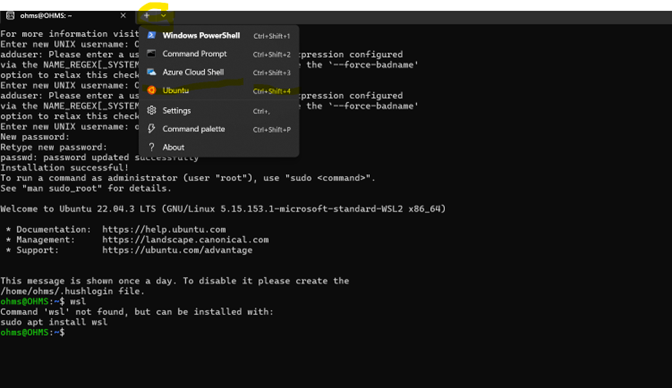 ohms@OHMS: ~
For more information visit
Windows PowerShell Ctrl+Shift+1
Enter new UNIX username: O
Command Prompt Ctrl+Shift+2
adduser: Please enter a us
xpression configured
via the NAME_REGEX[_SYSTEM
e the `--force-badname'
Azure Cloud Shell Ctrl+Shift+3
option to relax this check
Enter new UNIX username: O
Ubuntu Ctrl+Shift+4
adduser: Please enter a us
xpression configured
via the NAME_REGEX[_SYSTEM
e the `--force-badname'
Settings Ctrl+,
option to relax this check
Enter new UNIX username: o
Command palette Ctrl+Shift+P
New password:
Retype new password:
About
passwd: password updated successfully
Installation successful!
To run a command as administrator (user "root"), use "sudo <command>".
See "man sudo_root" for details.
Welcome to Ubuntu 22.04.3 LTS (GNU/Linux 5.15.153.1-microsoft-standard-WSL2 x86_64)
* Documentation: https://help.ubuntu.com
* Management: https://landscape.canonical.com
* Support: https://ubuntu.com/advantage
This message is shown once a day. To disable it please create the
/home/ohms/.hushlogin file.
ohms@OHMS:~$ wsl
Command 'wsl' not found, but can be installed with:
sudo apt install wsl
ohms@OHMS:~$